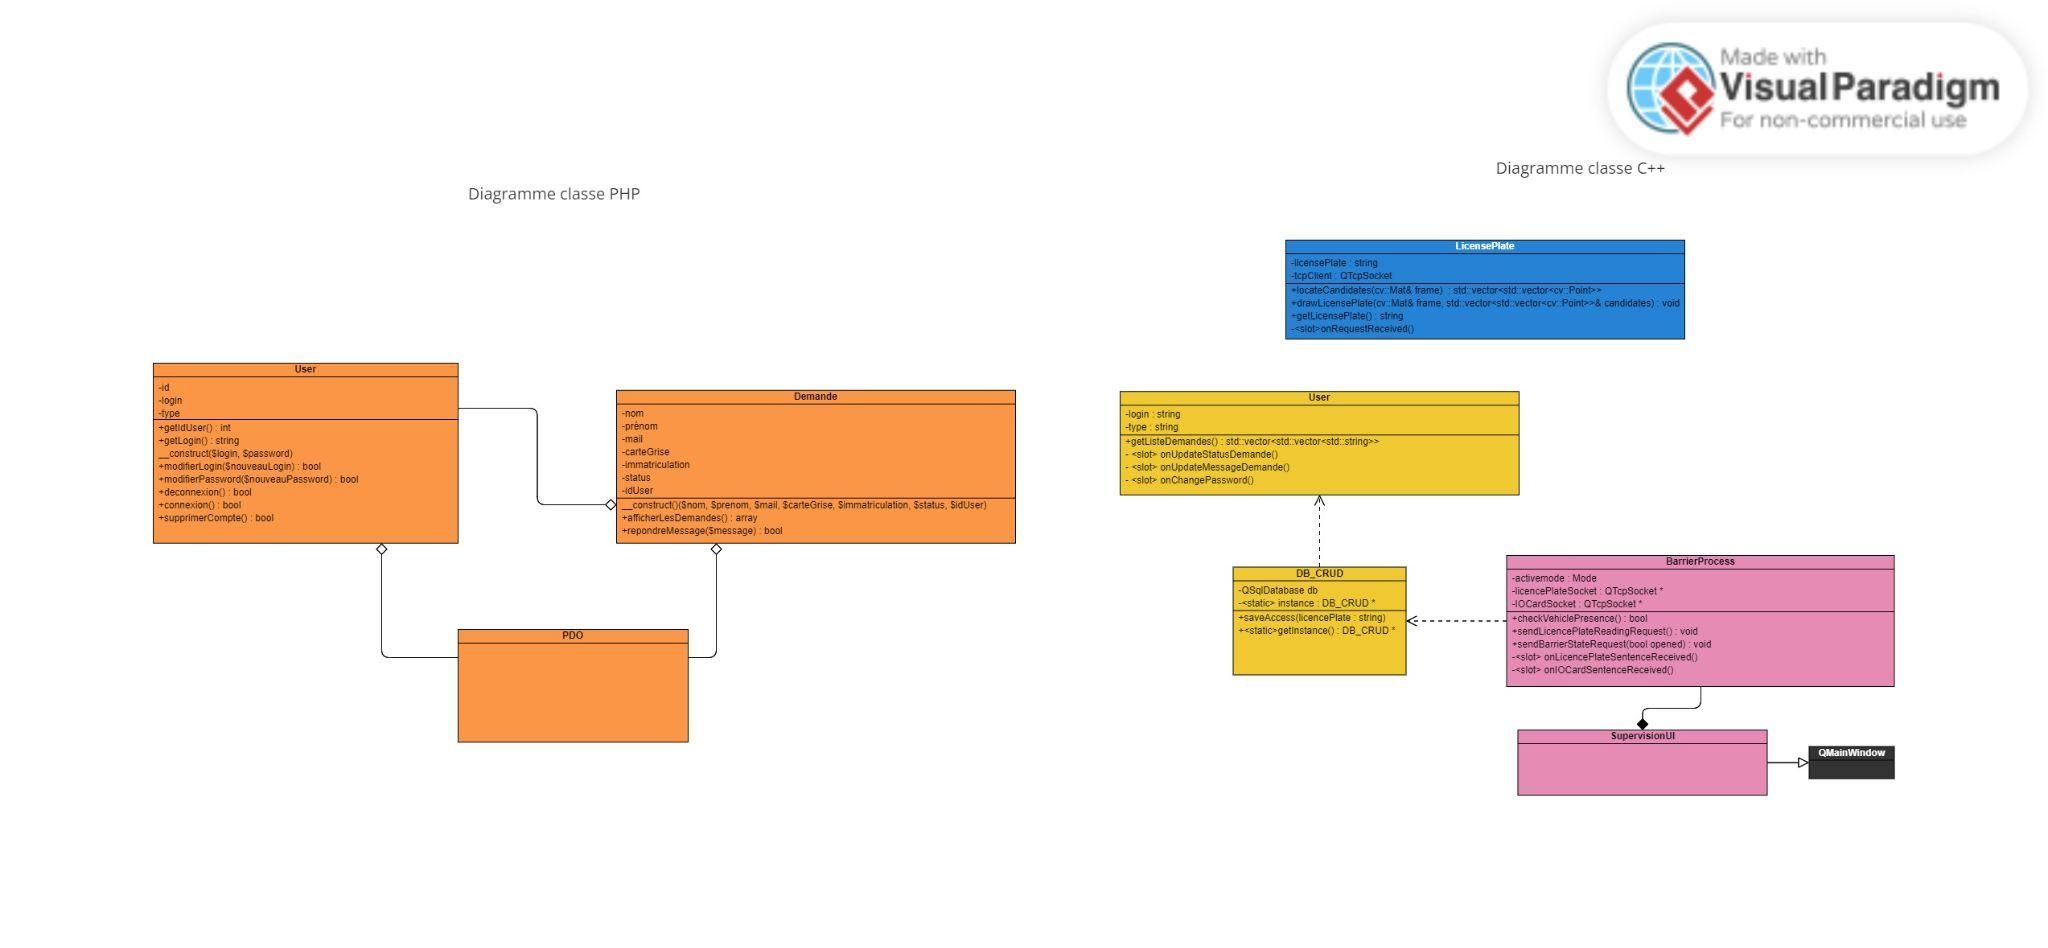 Made with
Visual Paradigm
For non-commercial use
Diagramme classe PHP
User
-id
-login
-type
+getIdUser() : int
+getLogin() : string
__construct($login, $password)
+modifierLogin($nouveauLogin) : bool
+modifierPassword($nouveauPassword) : bool
+deconnexion() : bool
+connexion() : bool
+supprimerCompte() : bool
Demande
-nom
-prénom
-mail
-carteGrise
-immatriculation
-status
-idUser
__construct()($nom, $prenom, $mail, $carteGrise, $immatriculation, $status, $idUser)
+afficherLesDemandes() : array
+repondreMessage($message) : bool
PDO
Diagramme classe C++
LicensePlate
-licensePlate : string
-tcpClient : QTcpSocket
+locateCandidates(cv::Mat& frame) : std::vector<std::vector<cv::Point>>
+drawLicensePlate(cv::Mat& frame, std::vector<std::vector<cv::Point>>& candidates) : void
+getLicensePlate() : string
-<slot>onRequestReceived()
User
-login : string
-type : string
+getListeDemandes() : std::vector<std::vector<std::string>>
- <slot> onUpdateStatusDemande()
- <slot> onUpdateMessageDemande()
- <slot> onChangePassword()
DB_CRUD
-QSqlDatabase db
-<static> instance : DB_CRUD *
+saveAccess(licencePlate : string)
+<static>getInstance() : DB_CRUD *
BarrierProcess
-activemode : Mode
-licencePlateSocket : QTcpSocket *
-IOCardSocket : QTcpSocket *
+checkVehiclePresence() : bool
+sendLicencePlateReadingRequest() : void
+sendBarrierStateRequest(bool opened) : void
-<slot> onLicencePlateSentenceReceived()
-<slot> onIOCardSentenceReceived()
SupervisionUI
QMainWindow